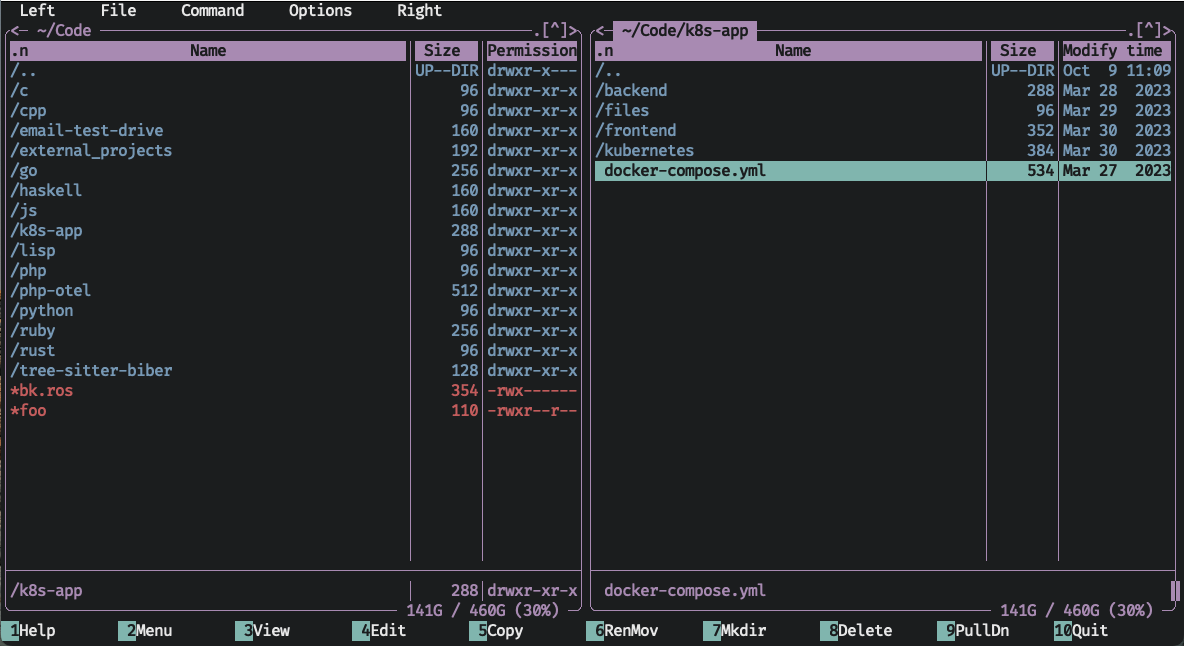 Left File Command Options Right
<─ ~/Code ─.[^]>
.n Name Size Permission
/.. UP--DIR drwxr-x---
/c 96 drwxr-xr-x
/cpp 96 drwxr-xr-x
/email-test-drive 160 drwxr-xr-x
/external_projects 192 drwxr-xr-x
/go 256 drwxr-xr-x
/haskell 160 drwxr-xr-x
/js 160 drwxr-xr-x
/k8s-app 288 drwxr-xr-x
/lisp 96 drwxr-xr-x
/php 96 drwxr-xr-x
/php-otel 512 drwxr-xr-x
/python 96 drwxr-xr-x
/ruby 256 drwxr-xr-x
/rust 96 drwxr-xr-x
/tree-sitter-biber 128 drwxr-xr-x
*bk.ros 354 -rwx------
*foo 110 -rwxr--r--
/k8s-app 288 drwxr-xr-x
141G / 460G (30%)
<─ ~/Code/k8s-app ─.[^]>
.n Name Size Modify time
/.. UP--DIR Oct 9 11:09
/backend 288 Mar 28 2023
/files 96 Mar 29 2023
/frontend 352 Mar 30 2023
/kubernetes 384 Mar 30 2023
docker-compose.yml 534 Mar 27 2023
docker-compose.yml
141G / 460G (30%)
1Help 2Menu 3View 4Edit 5Copy 6RenMov 7Mkdir 8Delete 9PullDn 10Quit